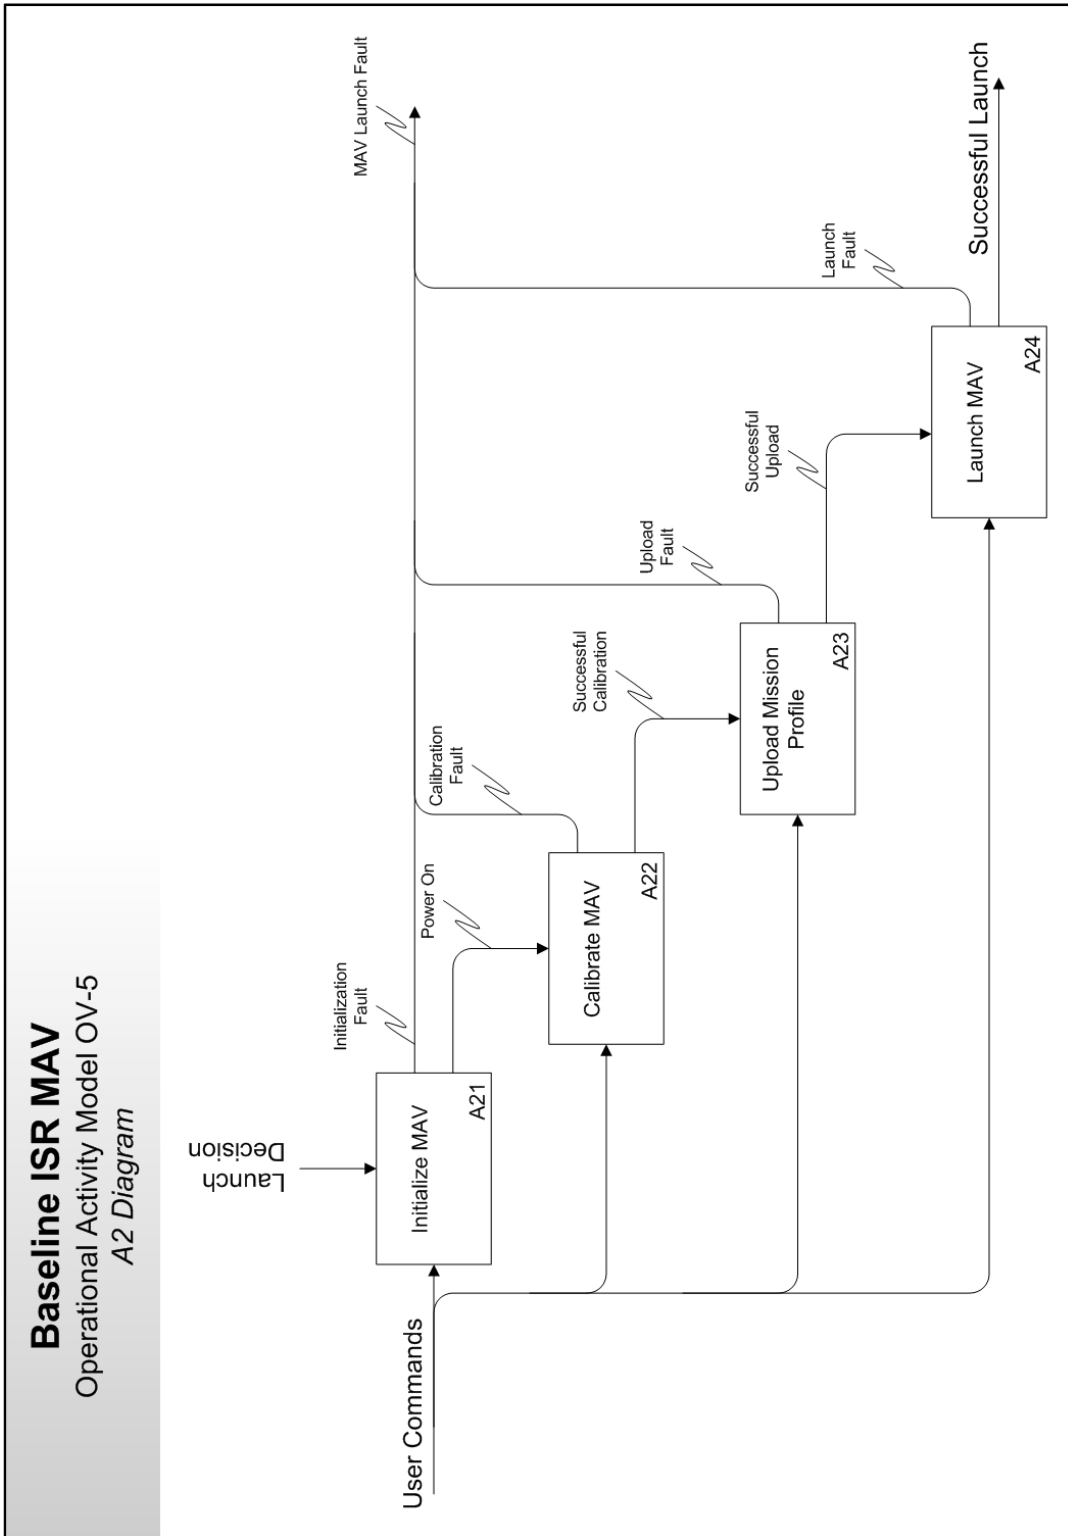 Baseline ISR MAV
Operational Activity Model OV-5
A2 Diagram
Launch
Decision
User Commands
Initialize MAV
A21
Initialization
Fault
Power On
Calibrate MAV
A22
Calibration
Fault
Successful
Calibration
Upload Mission
Profile
A23
Upload
Fault
Successful
Upload
Launch MAV
A24
Launch
Fault
MAV Launch Fault
Successful Launch